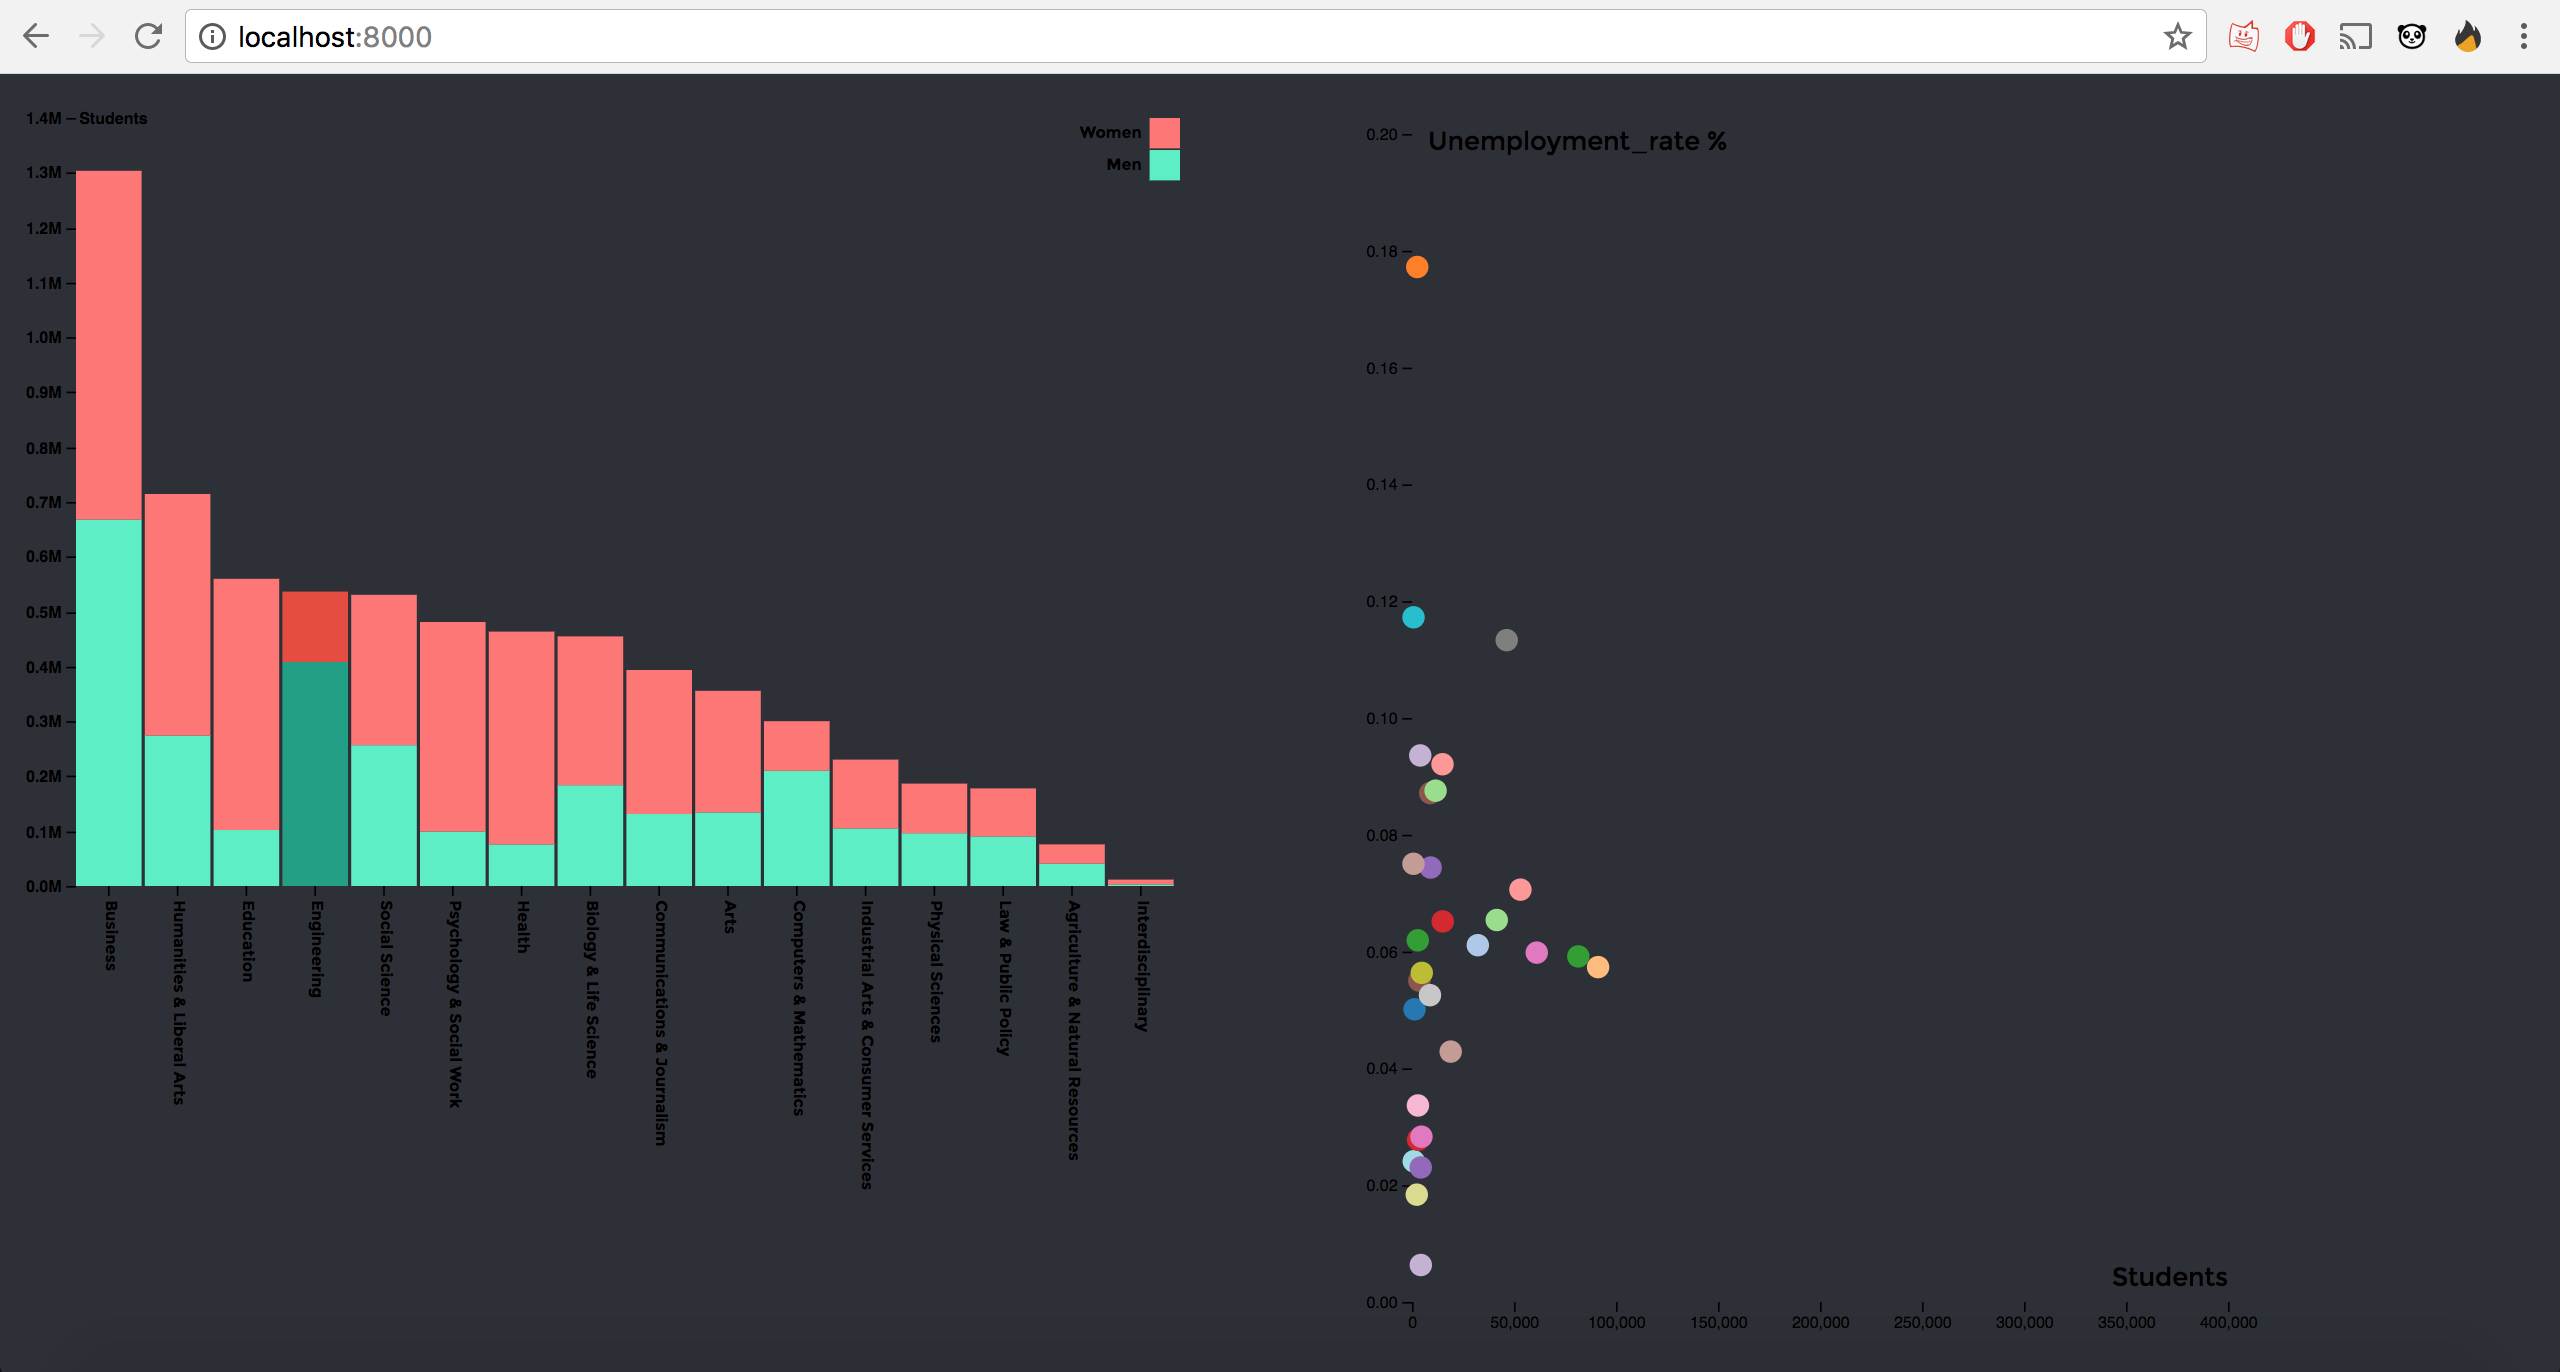 localhost:8000
1.4M
Students
1.3M
1.2M
1.1M
1.0M
0.9M
0.8M
0.7M
0.6M
0.5M
0.4M
0.3M
0.2M
0.1M
0.0M
Women
Men
Business
Humanities & Liberal Arts
Education
Engineering
Social Science
Psychology & Social Work
Health
Biology & Life Science
Communications & Journalism
Arts
Computers & Mathematics
Industrial Arts & Consumer Services
Physical Sciences
Law & Public Policy
Agriculture & Natural Resources
Interdisciplinary
Unemployment_rate %
0.20
0.18
0.16
0.14
0.12
0.10
0.08
0.06
0.04
0.02
0.00
Students
0
50,000
100,000
150,000
200,000
250,000
300,000
350,000
400,000